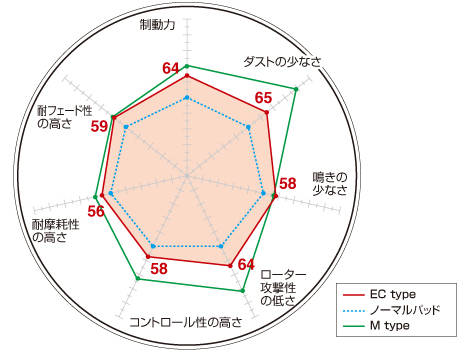 制動力
64
ダストの少なさ
65
耐フェード性
の高さ
59
鳴きの
少なさ
58
耐摩耗性
の高さ
56
ローター
攻撃性
の低さ
64
コントロール性の高さ
58
EC type
ノーマルパッド
M type